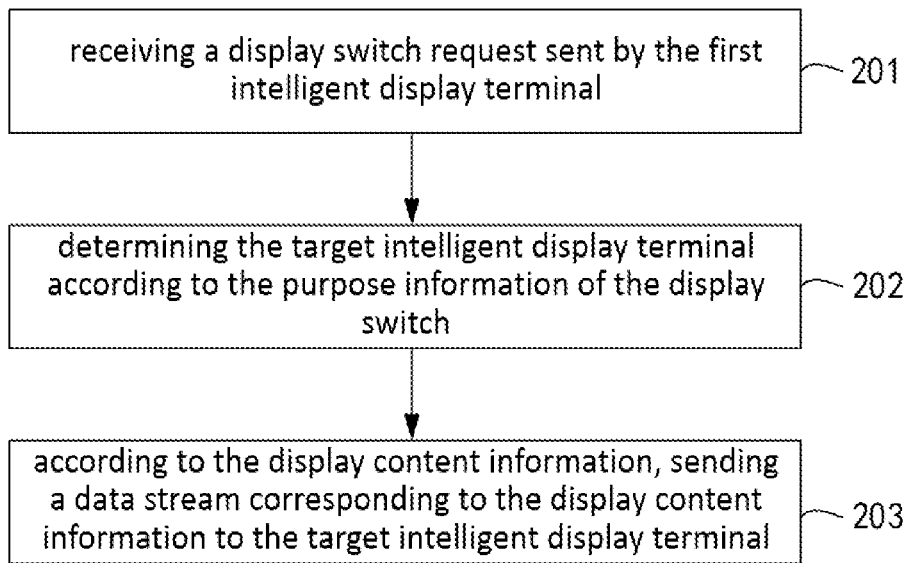 receiving a display switch request sent by the first
intelligent display terminal
201
determining the target intelligent display terminal
according to the purpose information of the display
switch
202
according to the display content information, sending
a data stream corresponding to the display content
information to the target intelligent display terminal
203